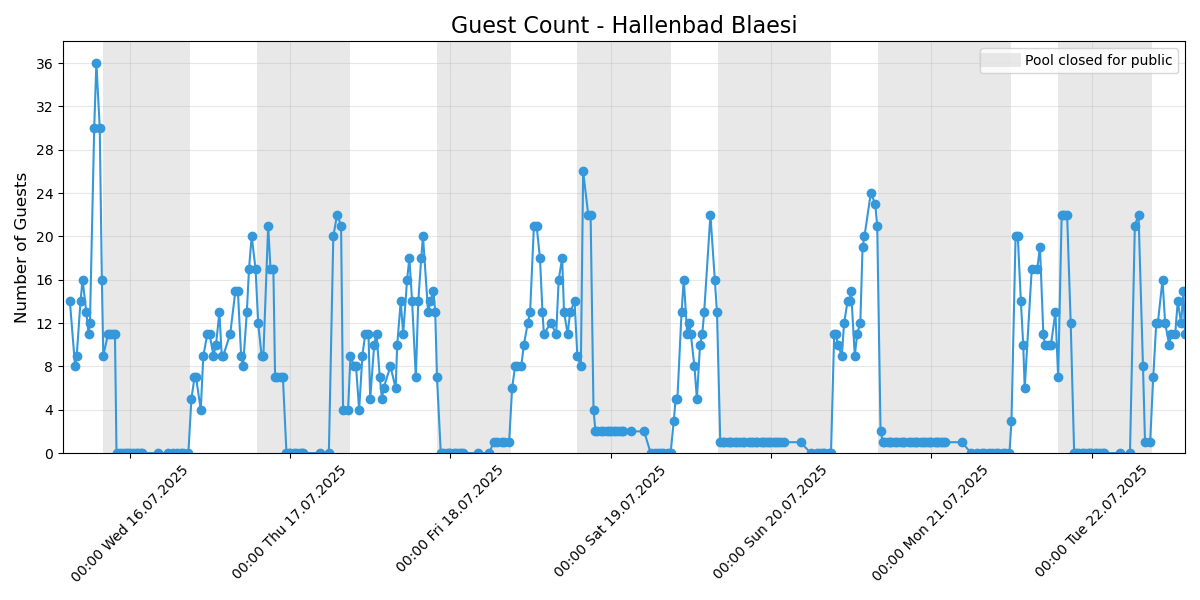 Guest Count - Hallenbad Blaesi
Pool closed for public
Number of Guests
36
32
28
24
20
16
12
8
4
0
00:00 Wed 16.07.2025
00:00 Thu 17.07.2025
00:00 Fri 18.07.2025
00:00 Sat 19.07.2025
00:00 Sun 20.07.2025
00:00 Mon 21.07.2025
00:00 Tue 22.07.2025